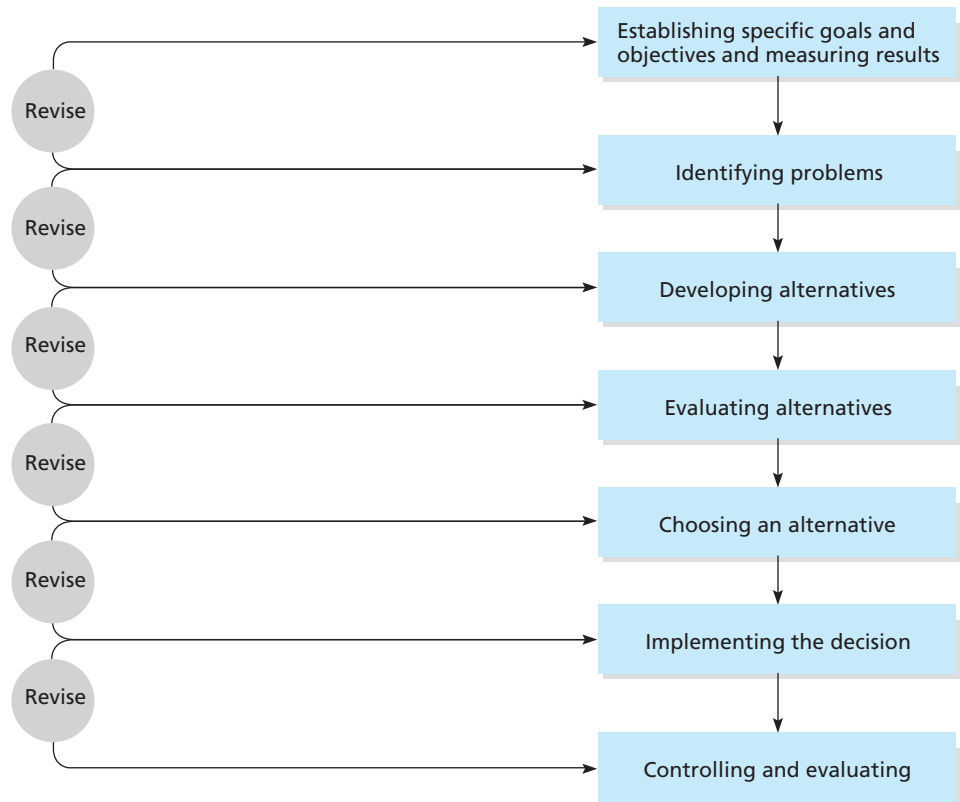 Establishing specific goals and
objectives and measuring results
Revise
Identifying problems
Revise
Developing alternatives
Revise
Evaluating alternatives
Revise
Choosing an alternative
Revise
Implementing the decision
Revise
Controlling and evaluating